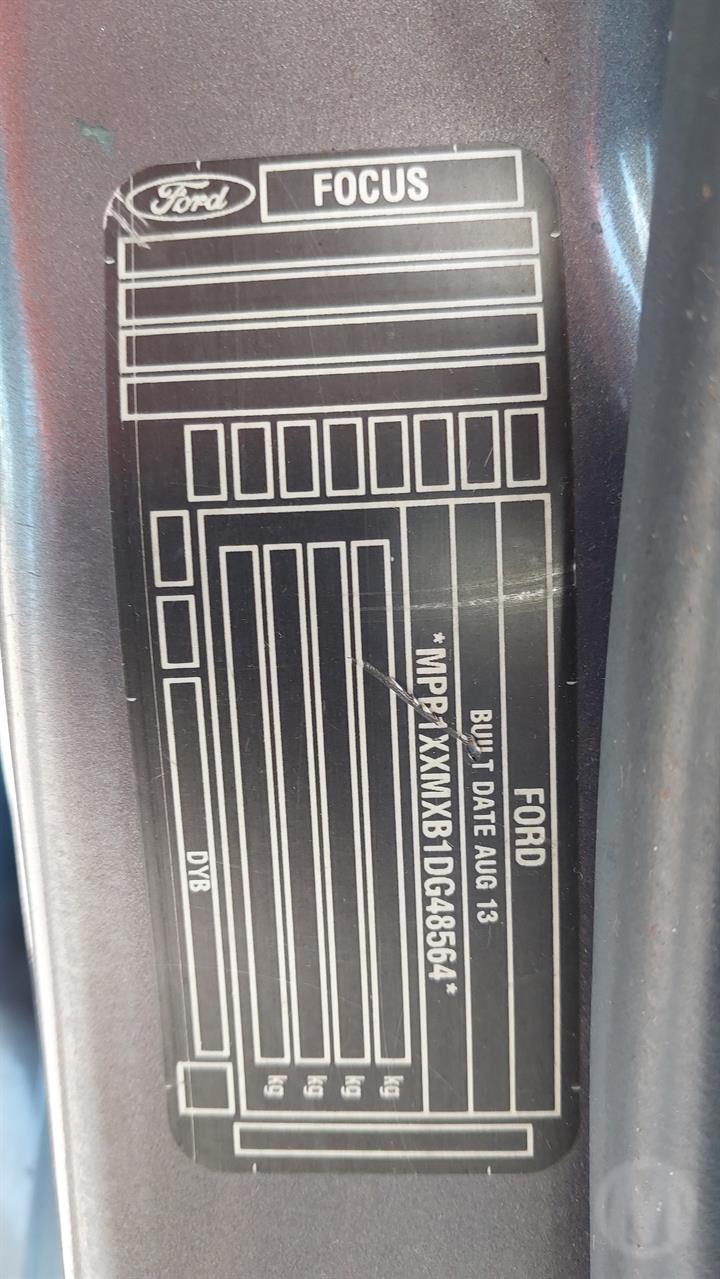 Ford
FOCUS
FORD
BUILT DATE AUG 13
*MPB1XXMXB1DG48564*
kg
kg
kg
kg
DYB
M